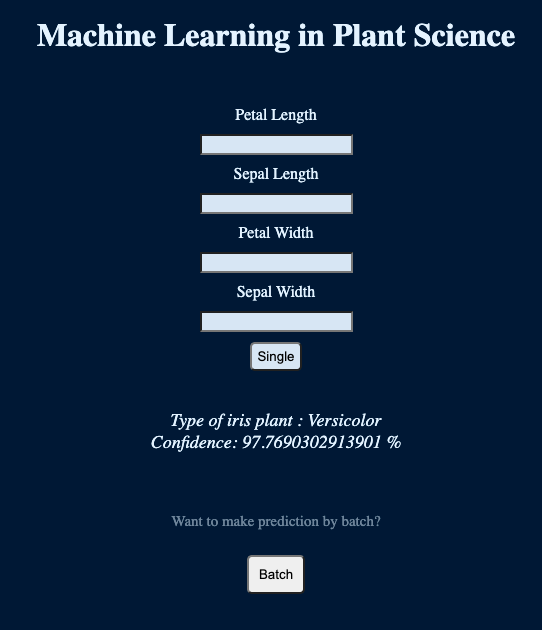 Machine Learning in Plant Science
Petal Length
Sepal Length
Petal Width
Sepal Width
Single
Type of iris plant : Versicolor
Confidence: 97.7690302913901 %
Want to make prediction by batch?
Batch